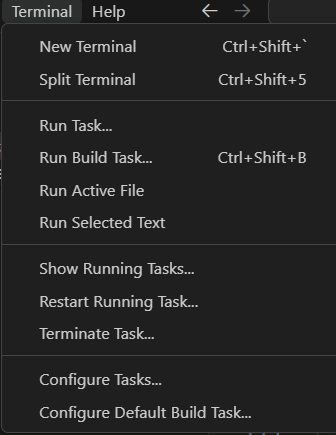 Terminal Help
New Terminal Ctrl+Shift+`
Split Terminal Ctrl+Shift+5
Run Task...
Run Build Task... Ctrl+Shift+B
Run Active File
Run Selected Text
Show Running Tasks...
Restart Running Task...
Terminate Task...
Configure Tasks...
Configure Default Build Task...